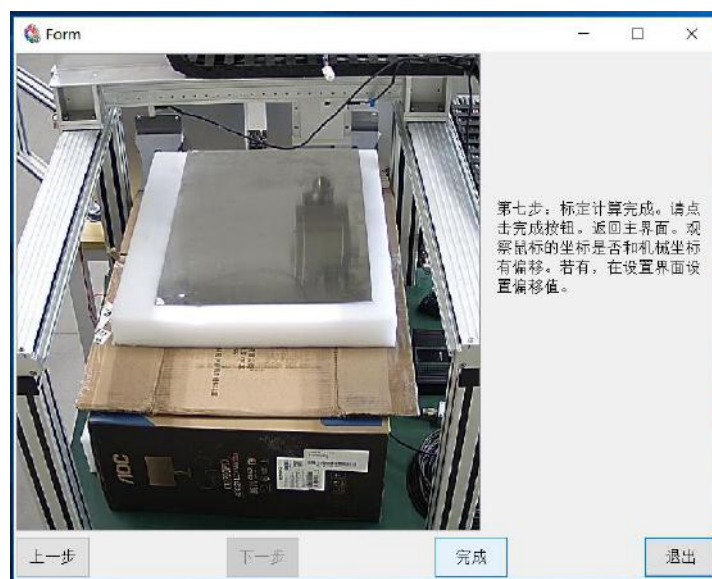 Form
第七步：标定计算完成。请点
击完成按钮。返回主界面。观
察鼠标的坐标是否和机械坐标
有偏移。若有，在设置界面设
置偏移值。
AOC
上一步
下一步
完成
退出